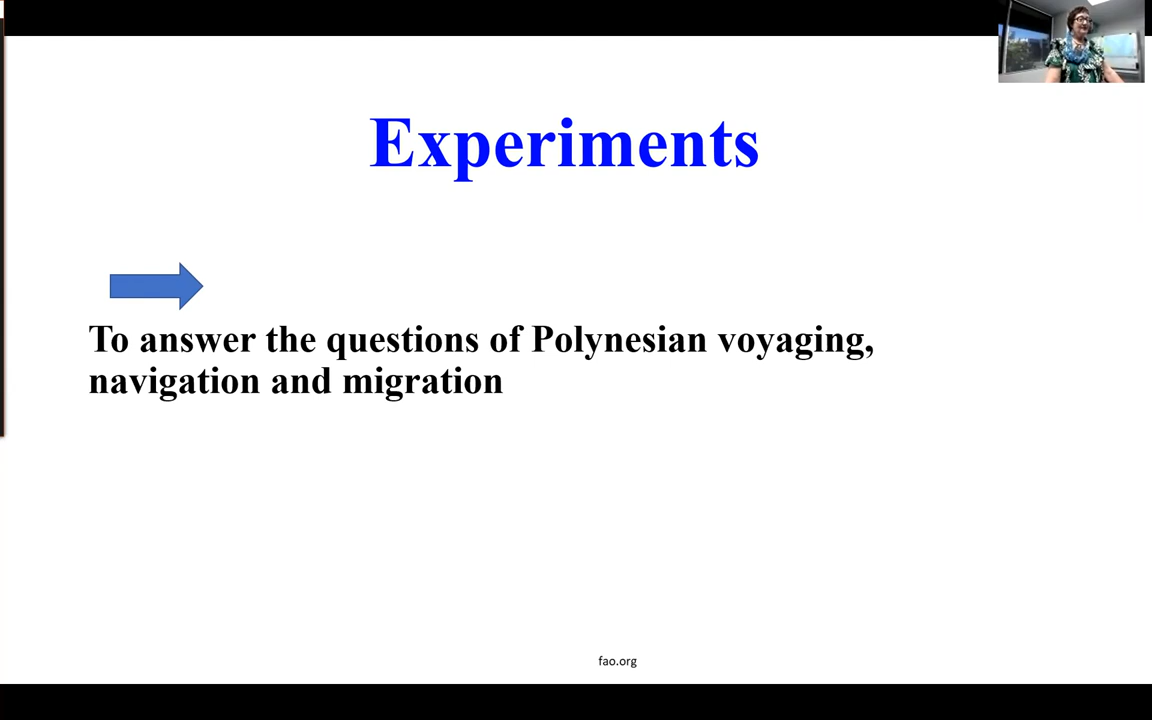 Experiments
To answer the questions of Polynesian voyaging,
navigation and migration
fao.org